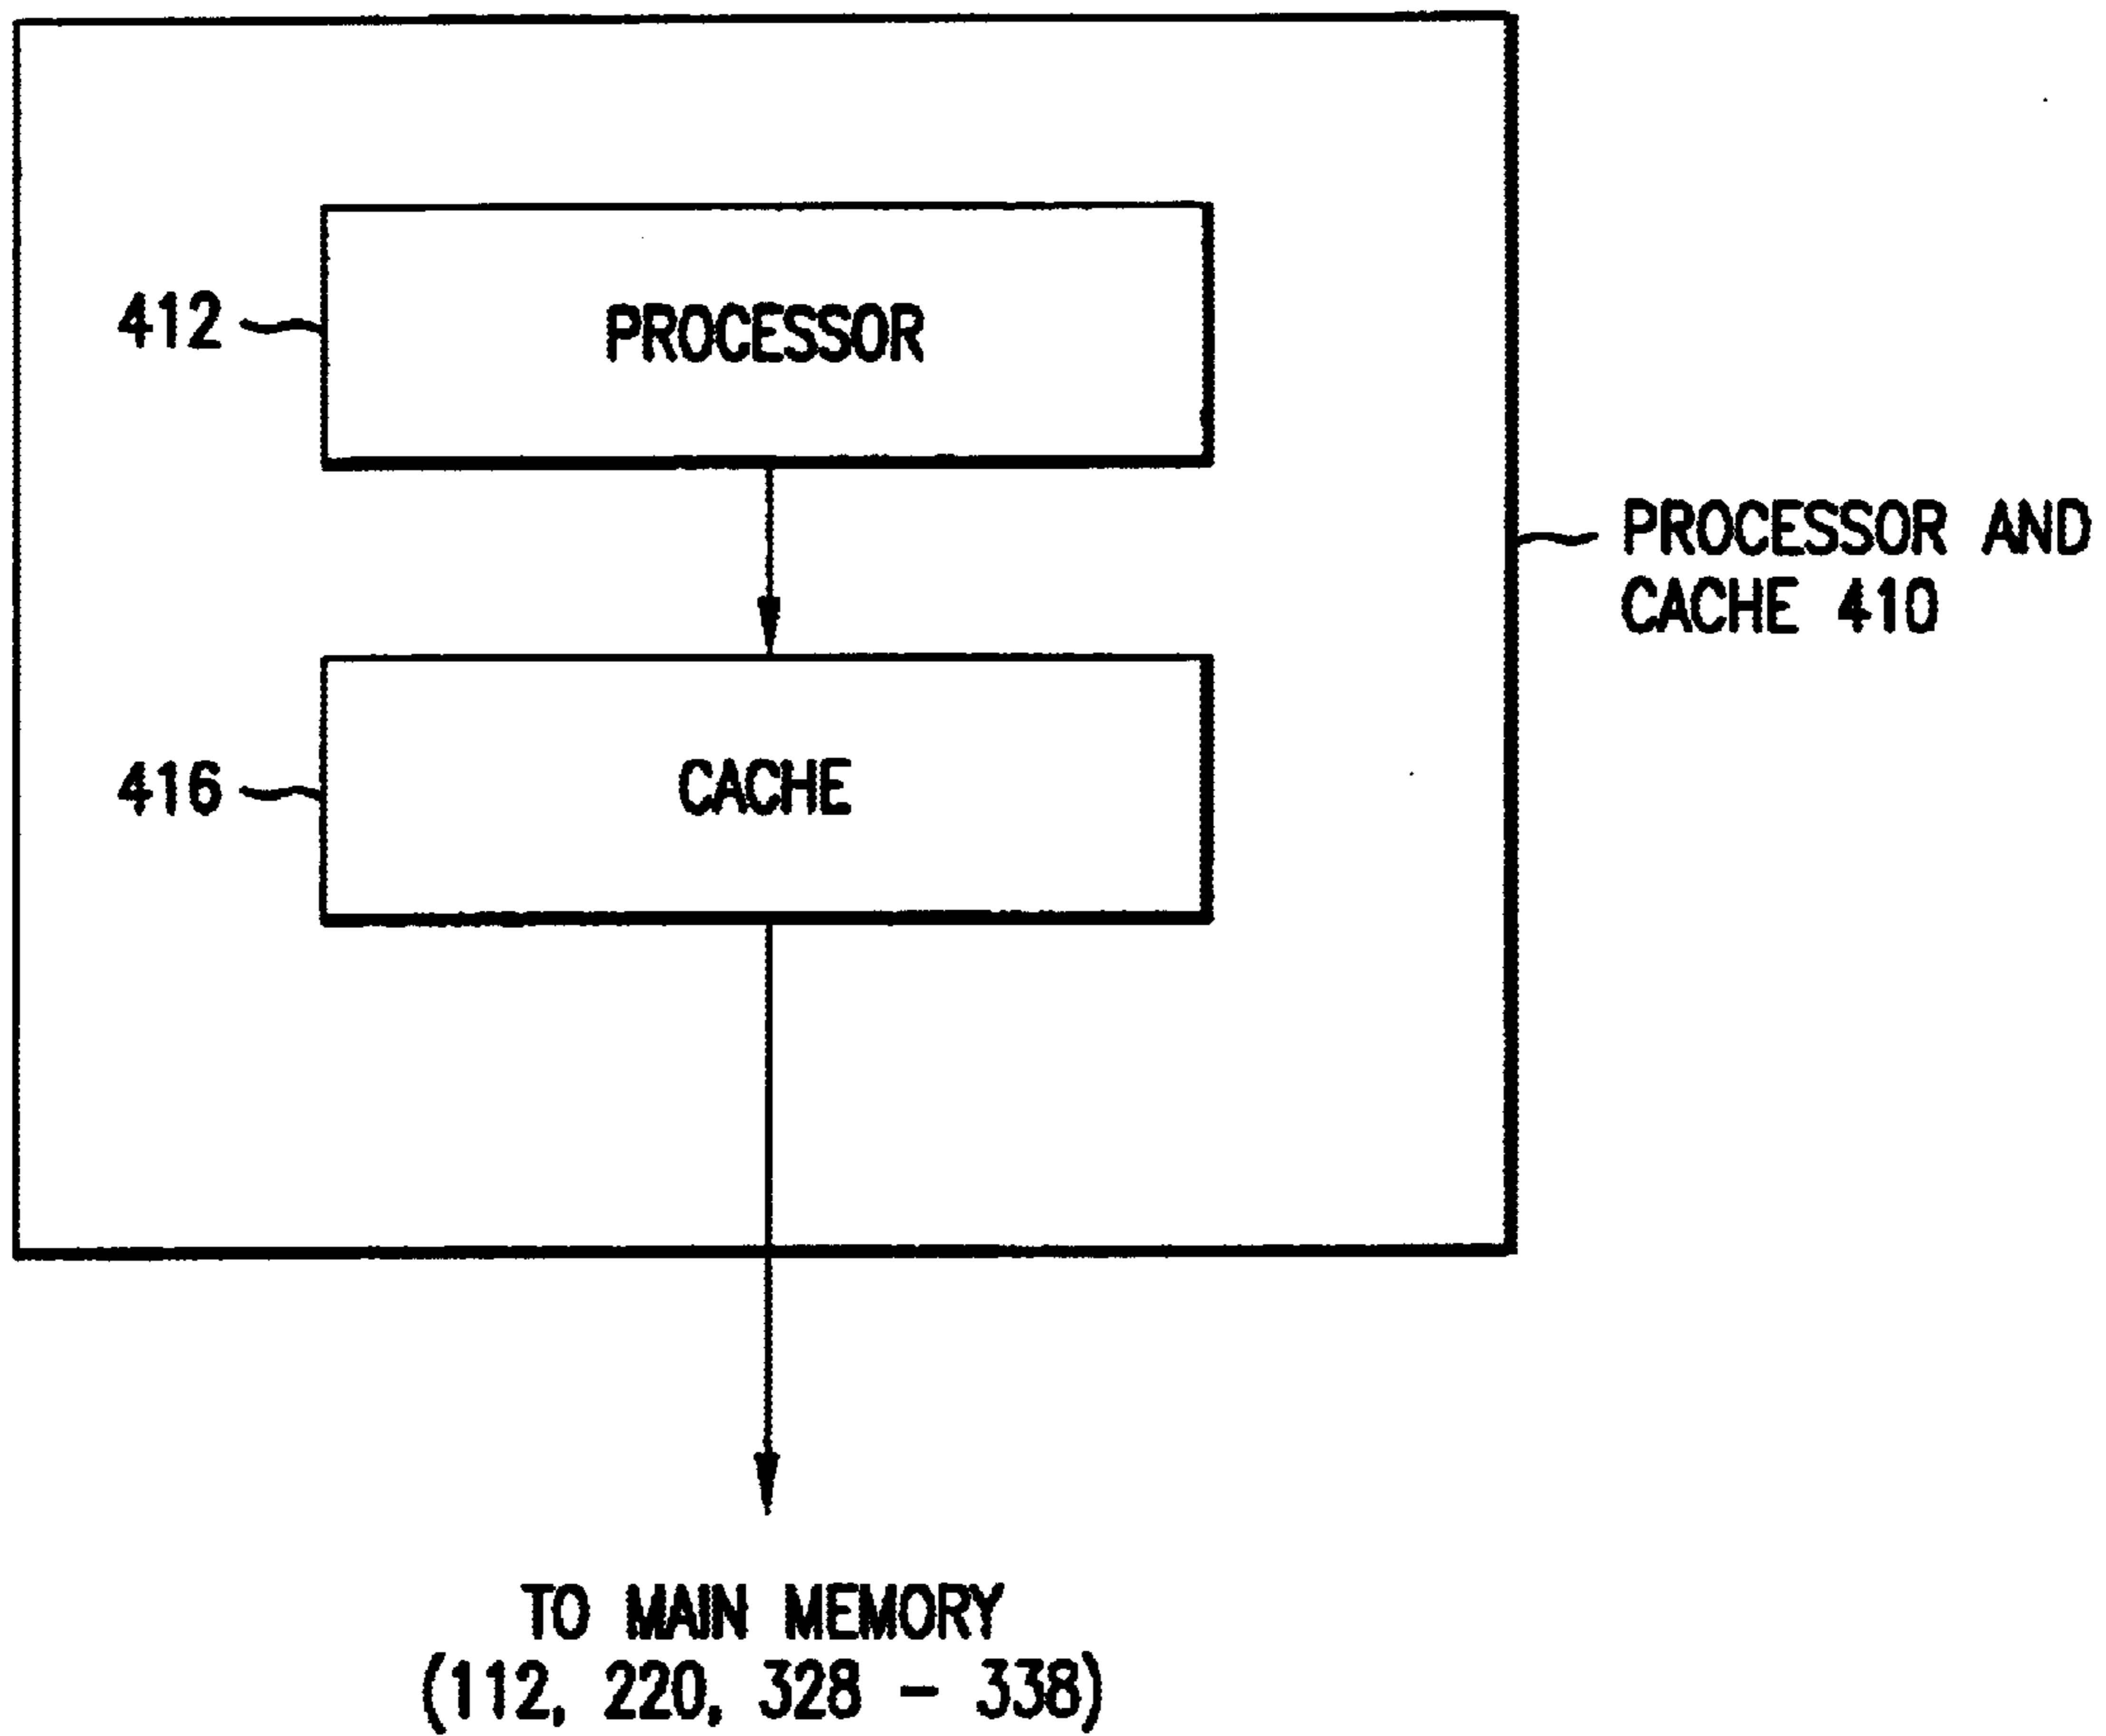 412
PROCESSOR
PROCESSOR AND
CACHE 410
416
CACHE
TO MAIN MEMORY
(112, 220, 328 - 338)